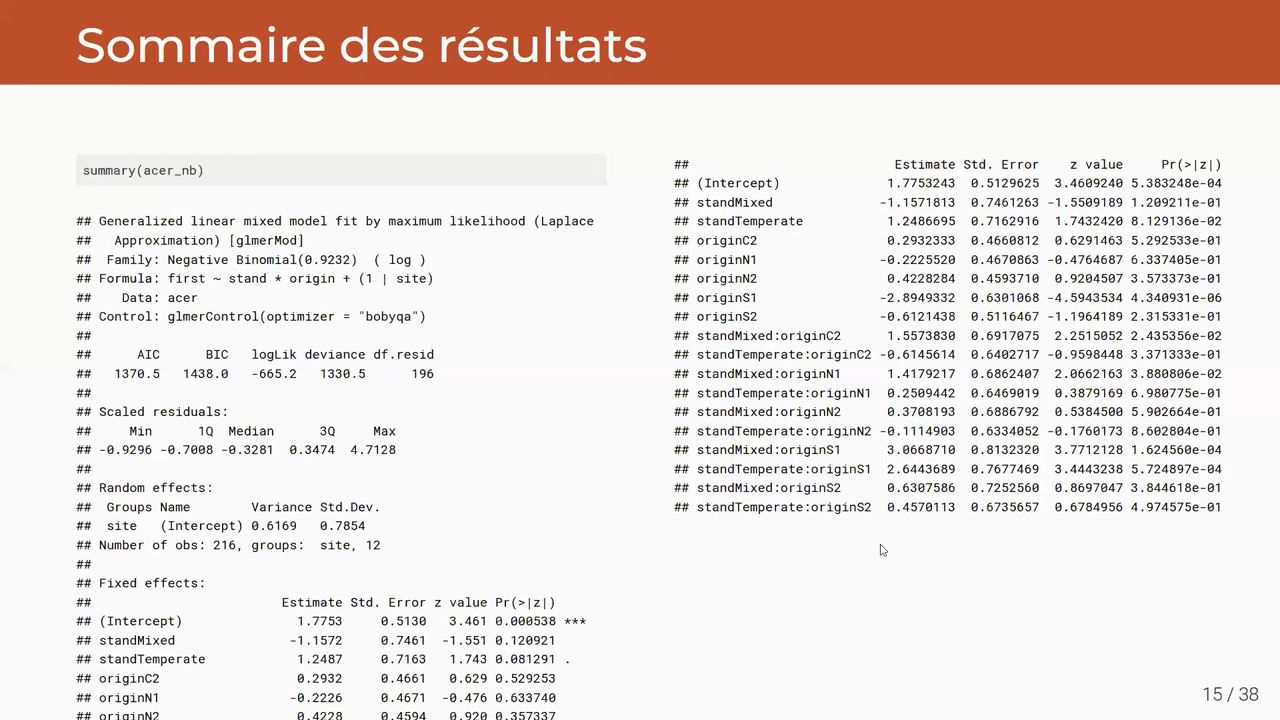 Sommaire des résultats
summary(acer_nb)
## Generalized linear mixed model fit by maximum likelihood (Laplace
##   Approximation) [glmerMod]
##  Family: Negative Binomial(0.9232)  ( log )
## Formula: first ~ stand * origin + (1 | site)
##    Data: acer
## Control: glmerControl(optimizer = "bobyqa")
##
##      AIC      BIC   logLik deviance df.resid
##   1370.5   1438.0   -665.2   1330.5      196
##
## Scaled residuals:
##     Min      1Q  Median      3Q     Max
## -0.9296 -0.7008 -0.3281  0.3474  4.7128
##
## Random effects:
##  Groups Name        Variance Std.Dev.
##  site   (Intercept) 0.6169   0.7854
## Number of obs: 216, groups:  site, 12
##
## Fixed effects:
##                         Estimate Std. Error z value Pr(>|z|)
## (Intercept)               1.7753     0.5130   3.461 0.000538 ***
## standMixed               -1.1572     0.7461  -1.551 0.120921
## standTemperate            1.2487     0.7163   1.743 0.081291 .
## originC2                  0.2932     0.4661   0.629 0.529253
## originN1                 -0.2226     0.4671  -0.476 0.633740
## originN2                  0.4228     0.4594   0.920 0.357337
##                           Estimate Std. Error    z value     Pr(>|z|)
## (Intercept)              1.7753243  0.5129625  3.4609240 5.383248e-04
## standMixed              -1.1571813  0.7461263 -1.5509189 1.209211e-01
## standTemperate           1.2486695  0.7162916  1.7432420 8.129136e-02
## originC2                 0.2932333  0.4660812  0.6291463 5.292533e-01
## originN1                -0.2225520  0.4670863 -0.4764687 6.337405e-01
## originN2                 0.4228284  0.4593710  0.9204507 3.573373e-01
## originS1                -2.8949332  0.6301068 -4.5943534 4.340931e-06
## originS2                -0.6121438  0.5116467 -1.1964189 2.315331e-01
## standMixed:originC2      1.5573830  0.6917075  2.2515052 2.435356e-02
## standTemperate:originC2 -0.6145614  0.6402717 -0.9598448 3.371333e-01
## standMixed:originN1      1.4179217  0.6862407  2.0662163 3.880806e-02
## standTemperate:originN1  0.2509442  0.6469019  0.3879169 6.980775e-01
## standMixed:originN2      0.3708193  0.6886792  0.5384500 5.902664e-01
## standTemperate:originN2 -0.1114903  0.6334052 -0.1760173 8.602804e-01
## standMixed:originS1      3.0668710  0.8132320  3.7712128 1.624560e-04
## standTemperate:originS1  2.6443689  0.7677469  3.4443238 5.724897e-04
## standMixed:originS2      0.6307586  0.7252560  0.8697047 3.844618e-01
## standTemperate:originS2  0.4570113  0.6735657  0.6784956 4.974575e-01
15 / 38